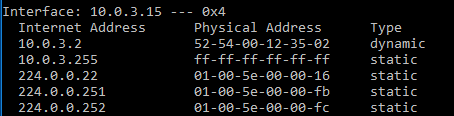 Interface: 10.0.3.15 --- 0x4
Internet Address Physical Address Type
10.0.3.2 52-54-00-12-35-02 dynamic
10.0.3.255 ff-ff-ff-ff-ff-ff static
224.0.0.22 01-00-5e-00-00-16 static
224.0.0.251 01-00-5e-00-00-fb static
224.0.0.252 01-00-5e-00-00-fc static